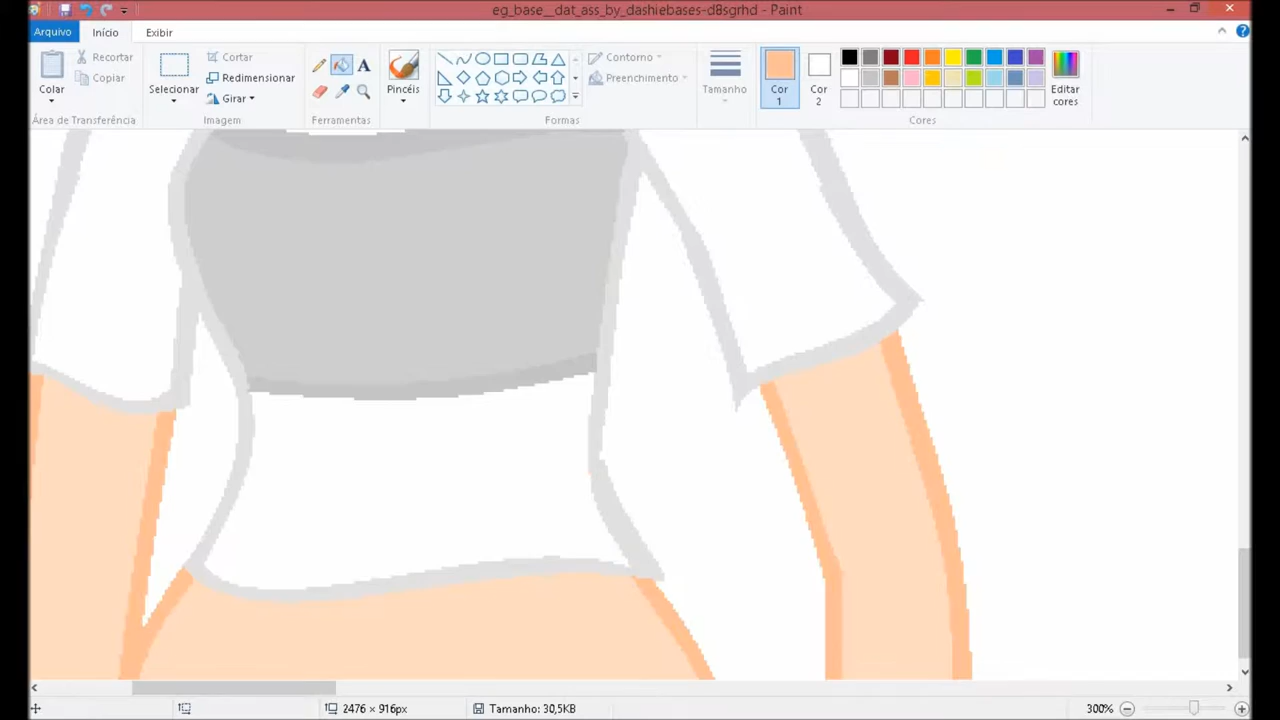 eg_base__dat_ass_by_dashiebases-d8sgrhd - Paint
Arquivo Início Exibir
Colar
Recortar
Copiar
Área de Transferência
Selecionar
Cortar
Redimensionar
Girar
Imagem
A
Ferramentas
Pincéis
Contorno
Preenchimento
Formas
Tamanho
Cor
1
Cor
2
Editar
cores
Cores
2476 × 916px
Tamanho: 30,5KB
300%